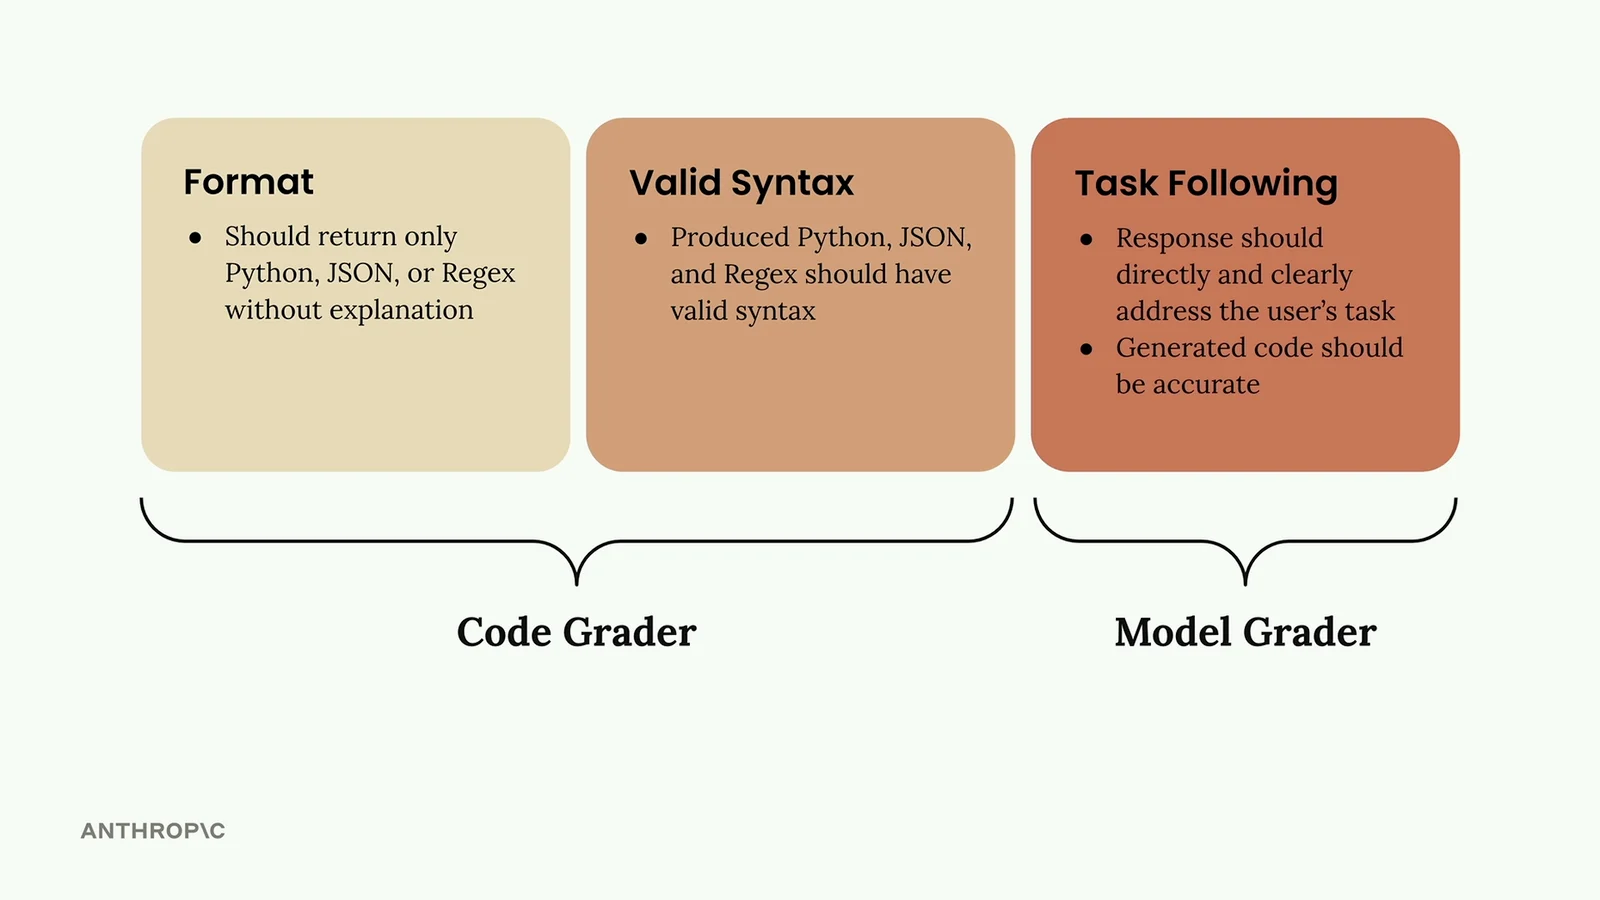 Format
● Should return only
Python, JSON, or Regex
without explanation
Valid Syntax
● Produced Python, JSON,
and Regex should have
valid syntax
Task Following
● Response should
directly and clearly
address the user’s task
● Generated code should
be accurate
Code Grader
Model Grader
ANTHROP\C